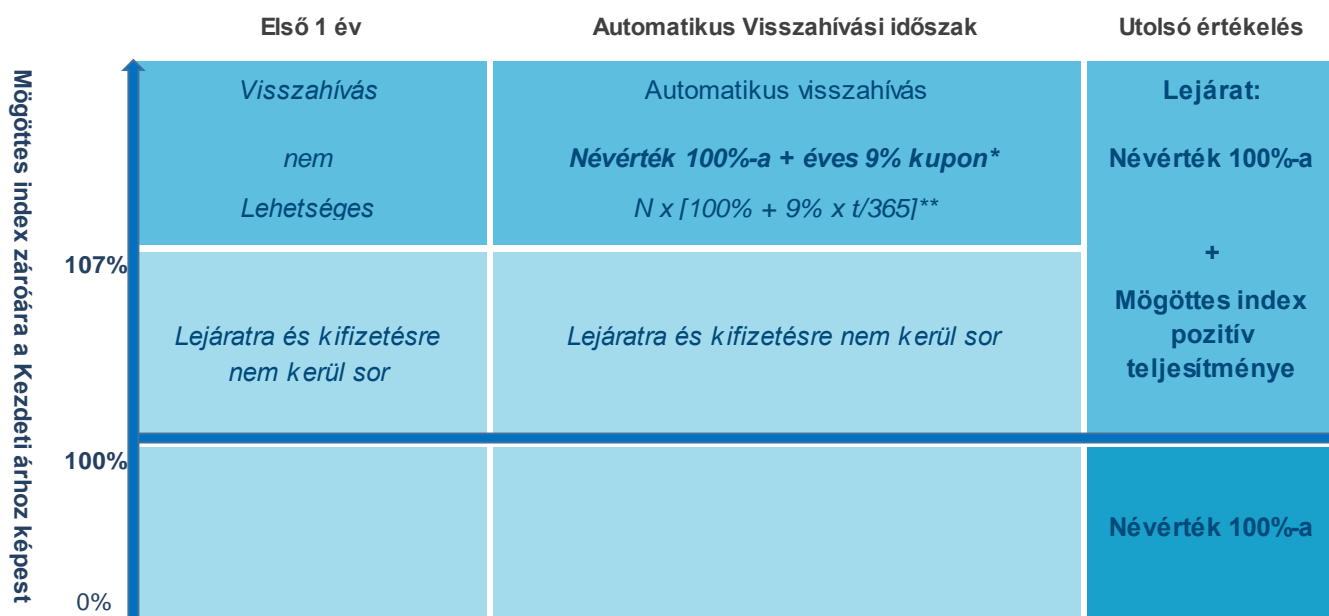 Első 1 év
Automatikus Visszahívási időszak
Utolsó értékelés
Mögöttes index záróára a Kezdeti árhoz képest
107%
100%
0%
Visszahívás
nem
Lehetséges
Automatikus visszahívás
Névérték 100%-a + éves 9% kupon*
N x [100% + 9% x t/365]**
Lejárat:
Névérték 100%-a
+
Mögöttes index
pozitív
teljesítménye
Lejáratra és kifizetésre
nem kerül sor
Lejáratra és kifizetésre nem kerül sor
Névérték 100%-a